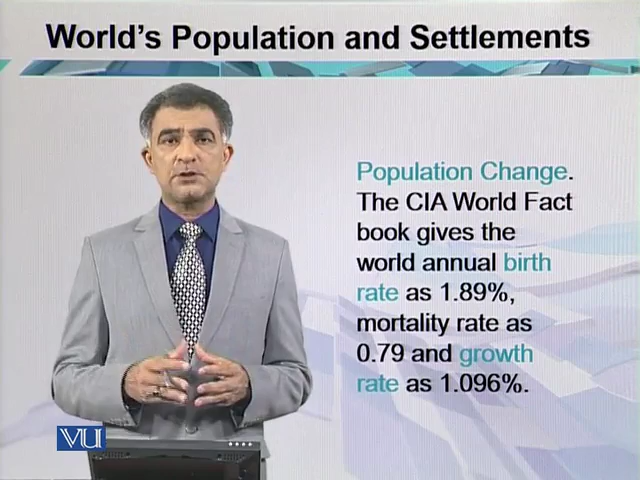 World's Population and Settlements
Population Change.
The CIA World Fact
book gives the
world annual birth
rate as 1.89%,
mortality rate as
0.79 and growth
rate as 1.096%.
VU